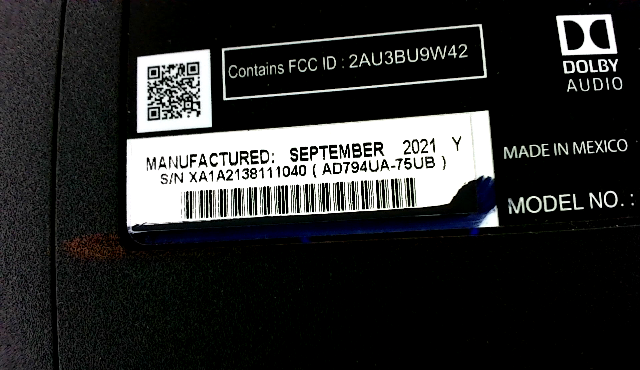 Contains FCC ID : 2AU3BU9W42
DOLBY
AUDIO
MANUFACTURED: SEPTEMBER 2021 Y
S/N XA1A2138111040 ( AD794UA-75UB )
MADE IN MEXICO
MODEL NO. :